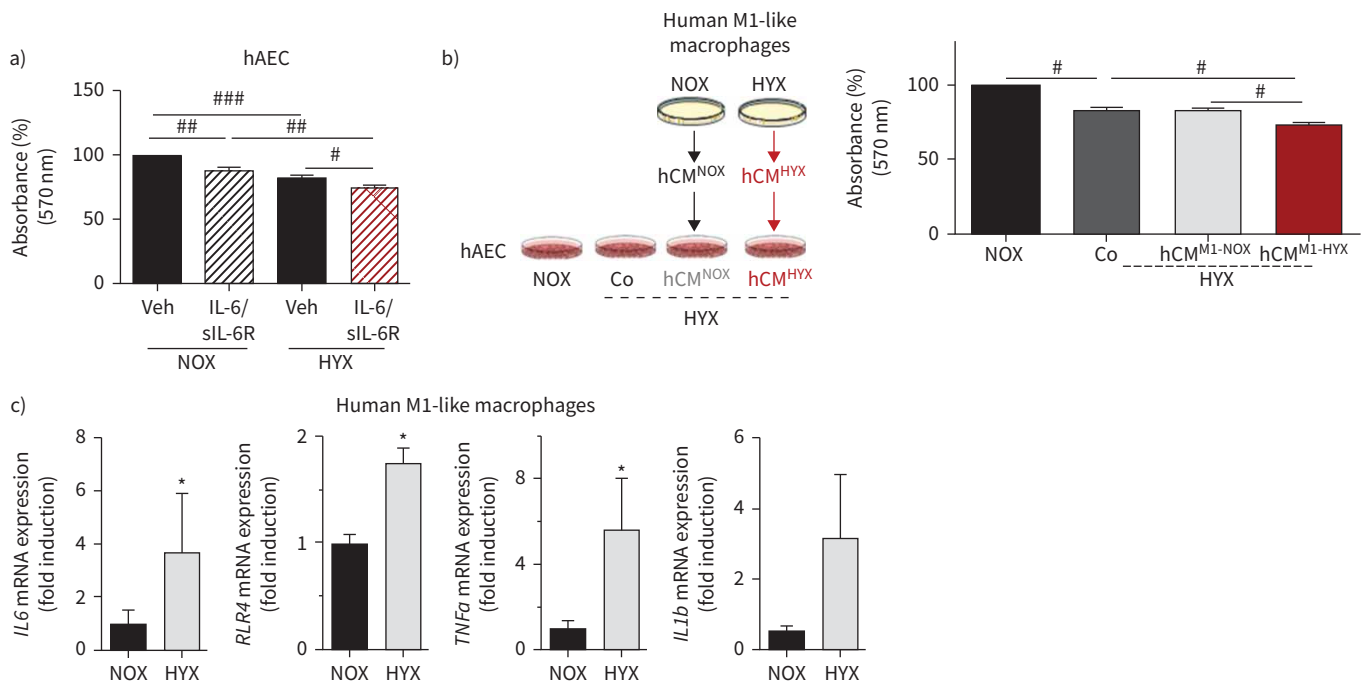 a)
hAEC
Absorbance (%)
(570 nm)
150
100
50
0
###
##
##
#
Veh
IL-6/
sIL-6R
Veh
IL-6/
sIL-6R
NOX
HYX
b)
Human M1-like
macrophages
NOX
HYX
hCM^NOX
hCM^HYX
hAEC
NOX
Co
hCM^NOX
hCM^HYX
HYX
Absorbance (%)
(570 nm)
100
50
0
#
#
#
NOX
Co
hCM^M1-NOX
hCM^M1-HYX
HYX
c)
Human M1-like macrophages
IL6 mRNA expression
(fold induction)
8
6
4
2
0
*
NOX
HYX
RLR4 mRNA expression
(fold induction)
2
1
0
*
NOX
HYX
TNFα mRNA expression
(fold induction)
8
4
0
*
NOX
HYX
IL1b mRNA expression
(fold induction)
6
4
2
0
NOX
HYX